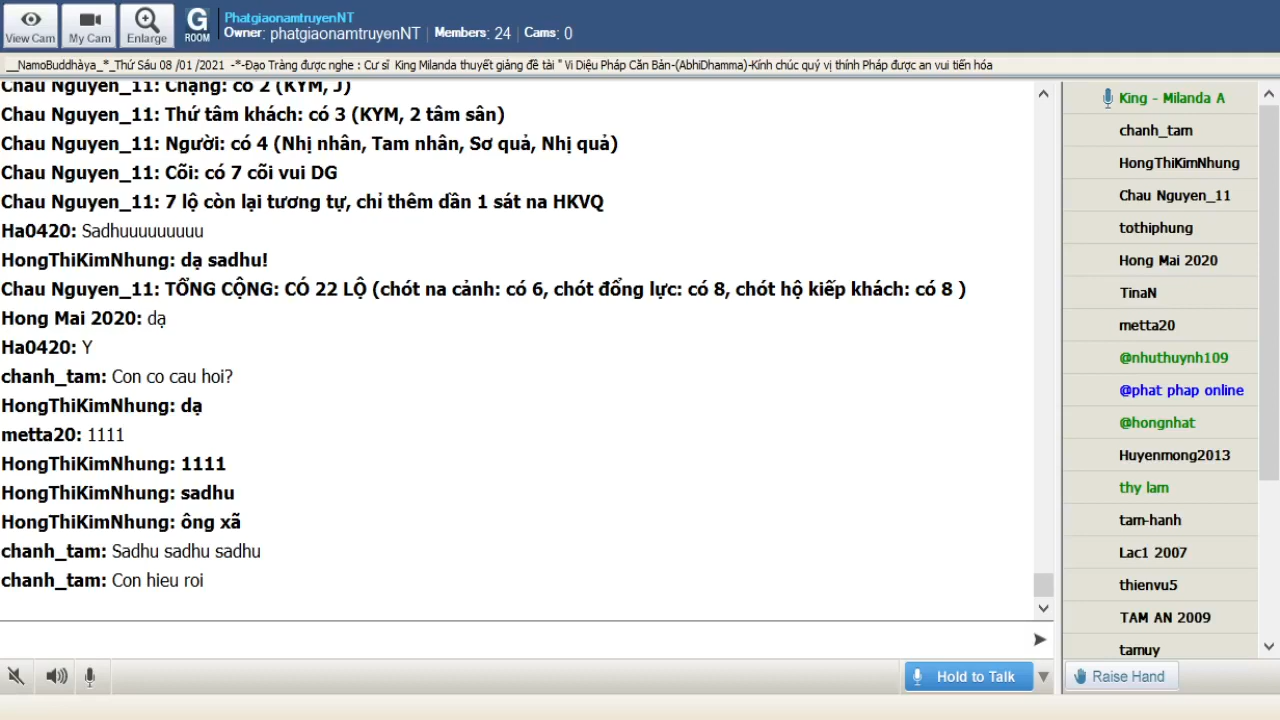 View Cam
My Cam
Enlarge
G
ROOM
PhatgiaonamtruyenNT
Owner: phatgiaonamtruyenNT | Members: 24 | Cams: 0
__NamoBuddhàya_*_Thứ Sáu 08 /01 /2021 -*-Đạo Tràng được nghe : Cư sĩ King Milanda thuyết giảng đề tài " Vi Diệu Pháp Căn Bản-(AbhiDhamma)-Kính chúc quý vị thính Pháp được an vui tiến hóa
Chau Nguyen_11: Chặng: có 2 (KYM, J)
Chau Nguyen_11: Thứ tâm khách: có 3 (KYM, 2 tâm sân)
Chau Nguyen_11: Người: có 4 (Nhị nhân, Tam nhân, Sơ quả, Nhị quả)
Chau Nguyen_11: Cõi: có 7 cõi vui DG
Chau Nguyen_11: 7 lộ còn lại tương tự, chỉ thêm dần 1 sát na HKVQ
Ha0420: Sadhuuuuuuuuu
HongThiKimNhung: dạ sadhu!
Chau Nguyen_11: TỔNG CỘNG: CÓ 22 LỘ (chót na cảnh: có 6, chót đổng lực: có 8, chót hộ kiếp khách: có 8 )
Hong Mai 2020: dạ
Ha0420: Y
chanh_tam: Con co cau hoi?
HongThiKimNhung: dạ
metta20: 1111
HongThiKimNhung: 1111
HongThiKimNhung: sadhu
HongThiKimNhung: ông xã
chanh_tam: Sadhu sadhu sadhu
chanh_tam: Con hieu roi
King - Milanda A
chanh_tam
HongThiKimNhung
Chau Nguyen_11
tothiphung
Hong Mai 2020
TinaN
metta20
@nhuthuynh109
@phat phap online
@hongnhat
Huyenmong2013
thy lam
tam-hanh
Lac1 2007
thienvu5
TAM AN 2009
tamuy
Hold to Talk
Raise Hand